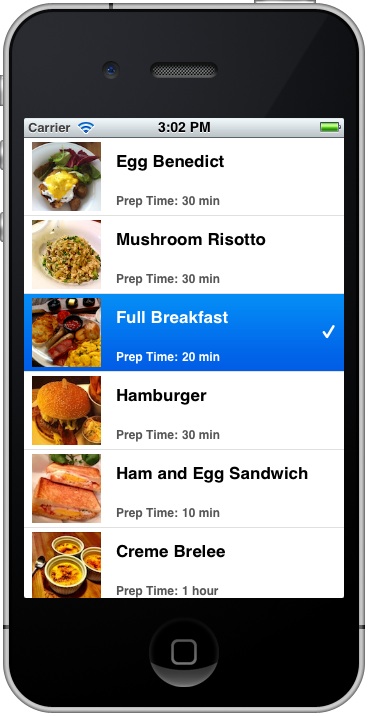 Carrier 3:02 PM
Egg Benedict
Prep Time: 30 min
Mushroom Risotto
Prep Time: 30 min
Full Breakfast
Prep Time: 20 min
Hamburger
Prep Time: 30 min
Ham and Egg Sandwich
Prep Time: 10 min
Creme Brelee
Prep Time: 1 hour